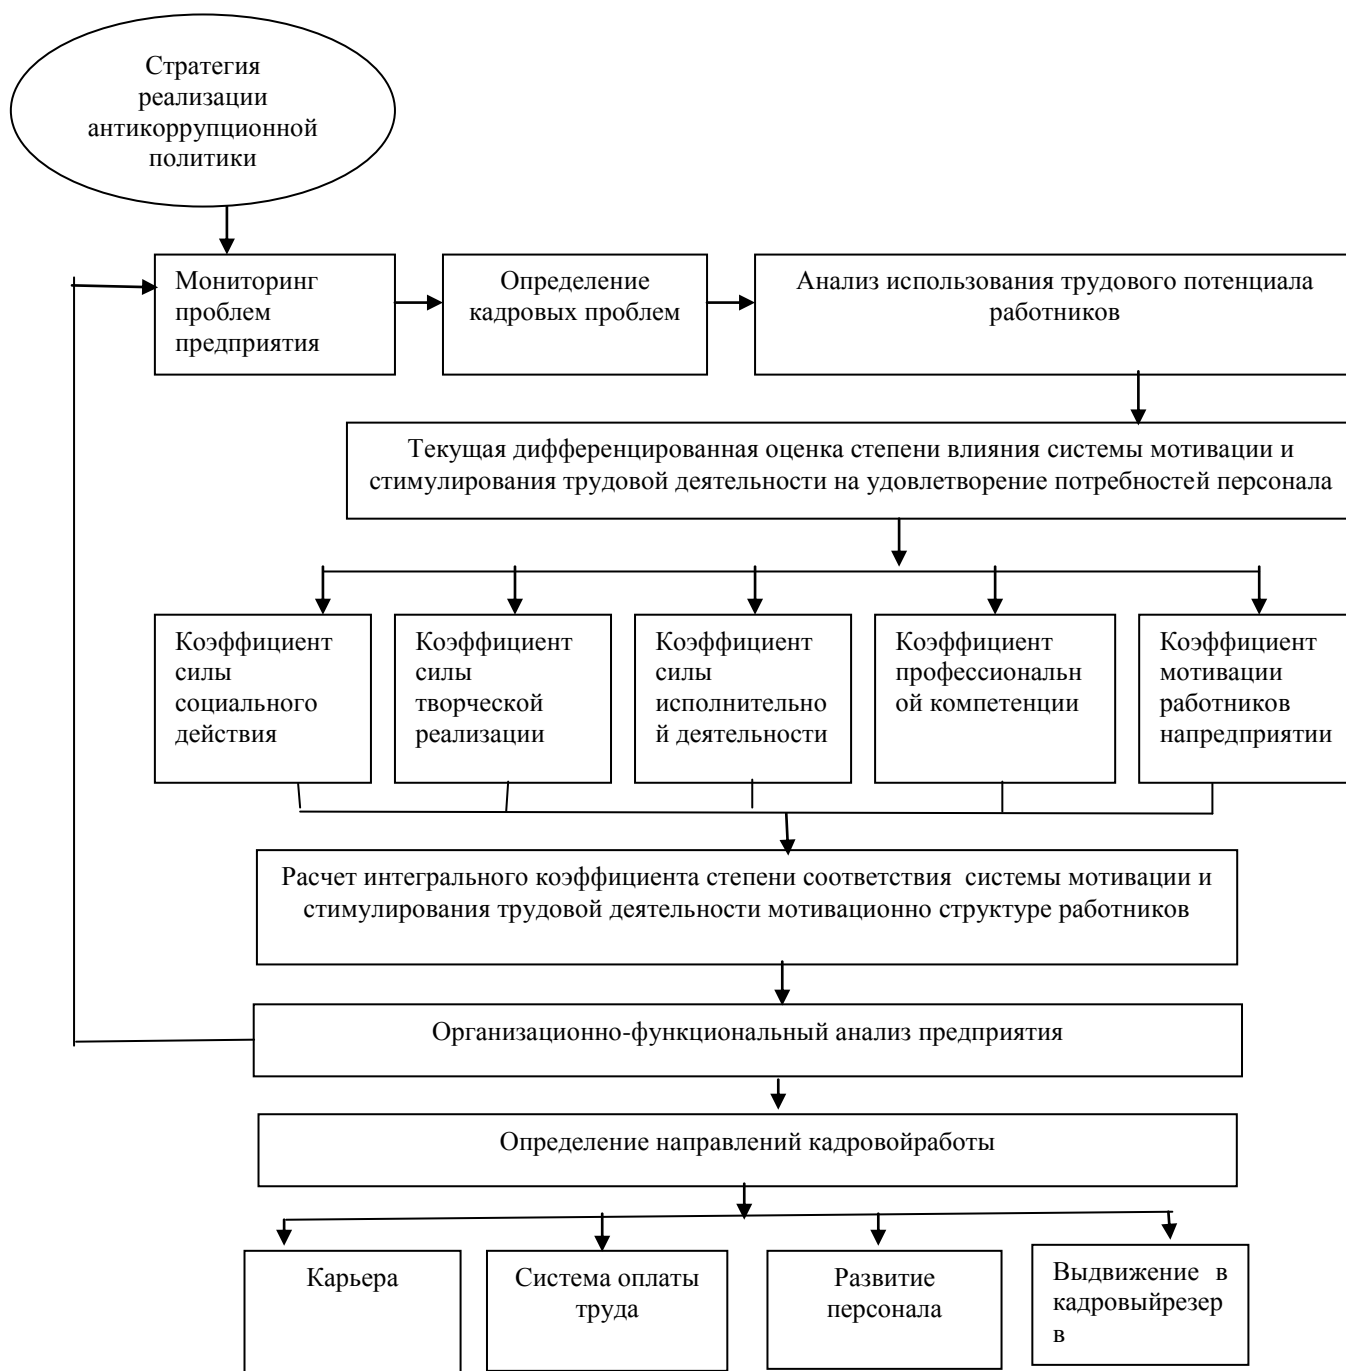 Стратегия
реализации
антикоррупционной
политики
Мониторинг
проблем
предприятия
Определение
кадровых проблем
Анализ использования трудового потенциала
работников
Текущая дифференцированная оценка степени влияния системы мотивации и
стимулирования трудовой деятельности на удовлетворение потребностей персонала
Коэффициент
силы
социального
действия
Коэффициент
силы
творческой
реализации
Коэффициент
силы
исполнительно
й деятельности
Коэффициент
профессиональн
ой компетенции
Коэффициент
мотивации
работников
напредприятии
Расчет интегрального коэффициента степени соответствия системы мотивации и
стимулирования трудовой деятельности мотивационно структуре работников
Организационно-функциональный анализ предприятия
Определение направлений кадровойработы
Карьера
Система оплаты
труда
Развитие
персонала
Выдвижение в
кадровыйрезер
в